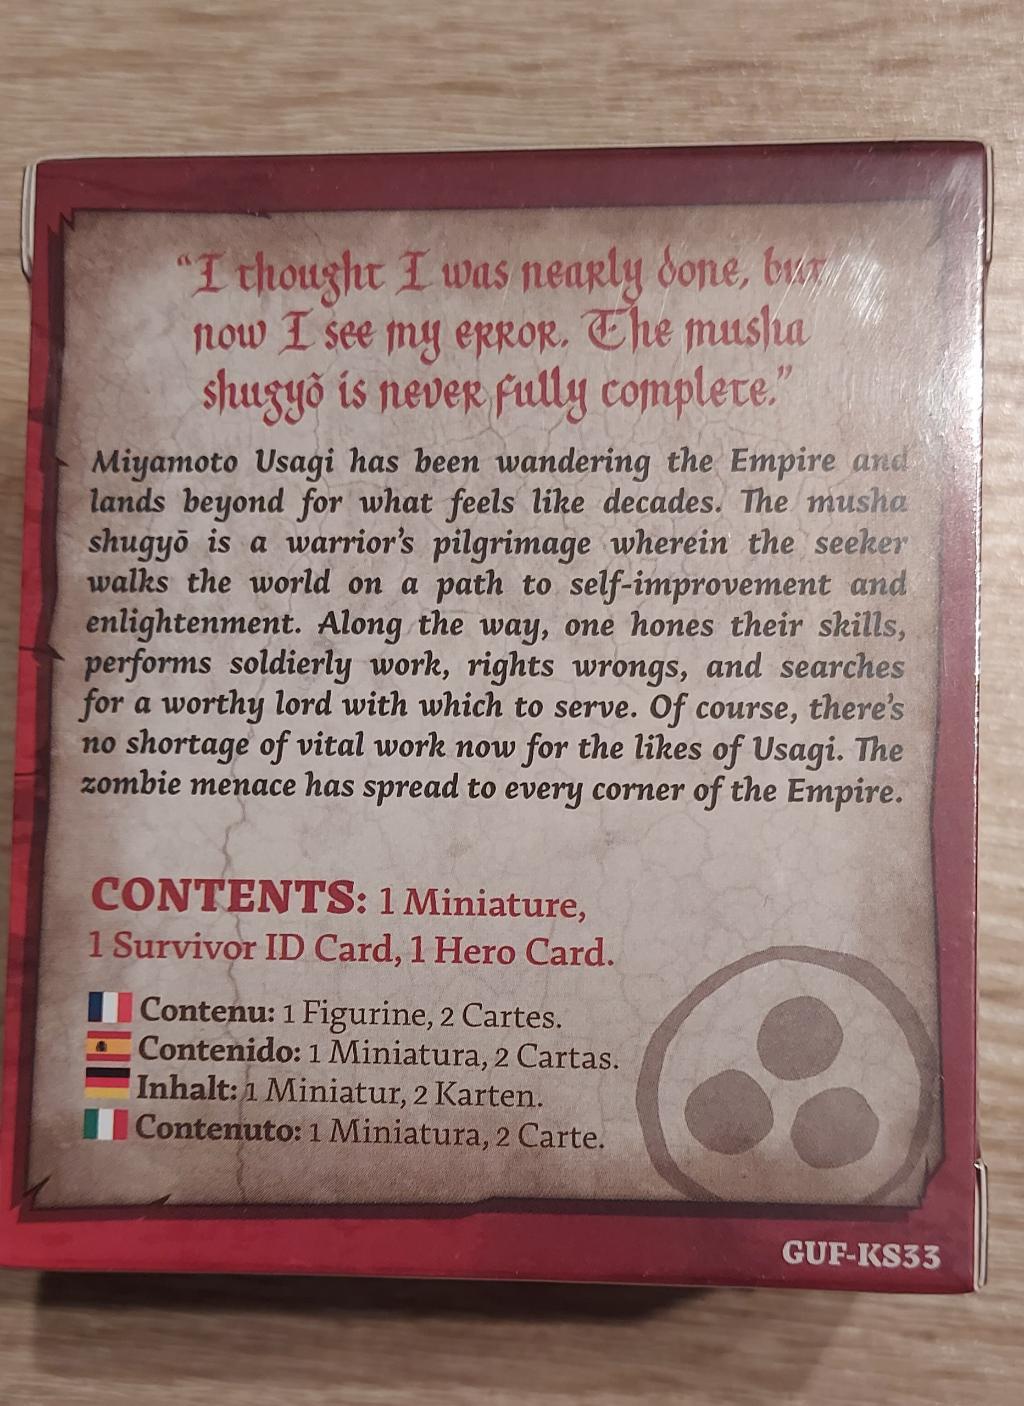 “I thought I was nearly done, but
now I see my error. The musha
shugyō is never fully complete.”
Miyamoto Usagi has been wandering the Empire and
lands beyond for what feels like decades. The musha
shugyō is a warrior’s pilgrimage wherein the seeker
walks the world on a path to self-improvement and
enlightenment. Along the way, one hones their skills,
performs soldierly work, rights wrongs, and searches
for a worthy lord with which to serve. Of course, there’s
no shortage of vital work now for the likes of Usagi. The
zombie menace has spread to every corner of the Empire.
CONTENTS: 1 Miniature,
1 Survivor ID Card, 1 Hero Card.
Contenu: 1 Figurine, 2 Cartes.
Contenido: 1 Miniatura, 2 Cartas.
Inhalt: 1 Miniatur, 2 Karten.
Contenuto: 1 Miniatura, 2 Carte.
GUF-KS33